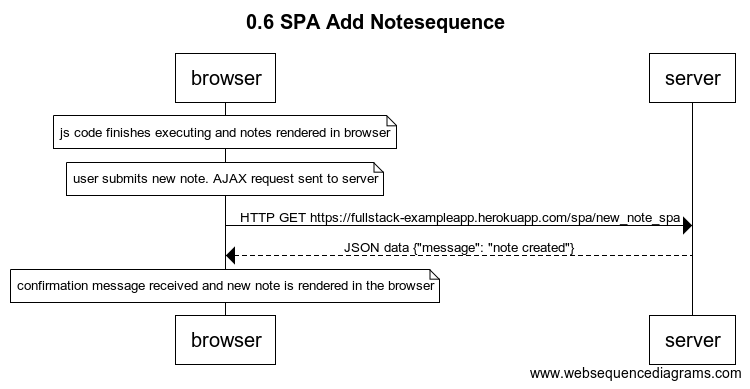 0.6 SPA Add Notesequence
browser
server
js code finishes executing and notes rendered in browser
user submits new note. AJAX request sent to server
HTTP GET https://fullstack-exampleapp.herokuapp.com/spa/new_note_spa
JSON data {"message": "note created"}
confirmation message received and new note is rendered in the browser
browser
server
www.websequencediagrams.com